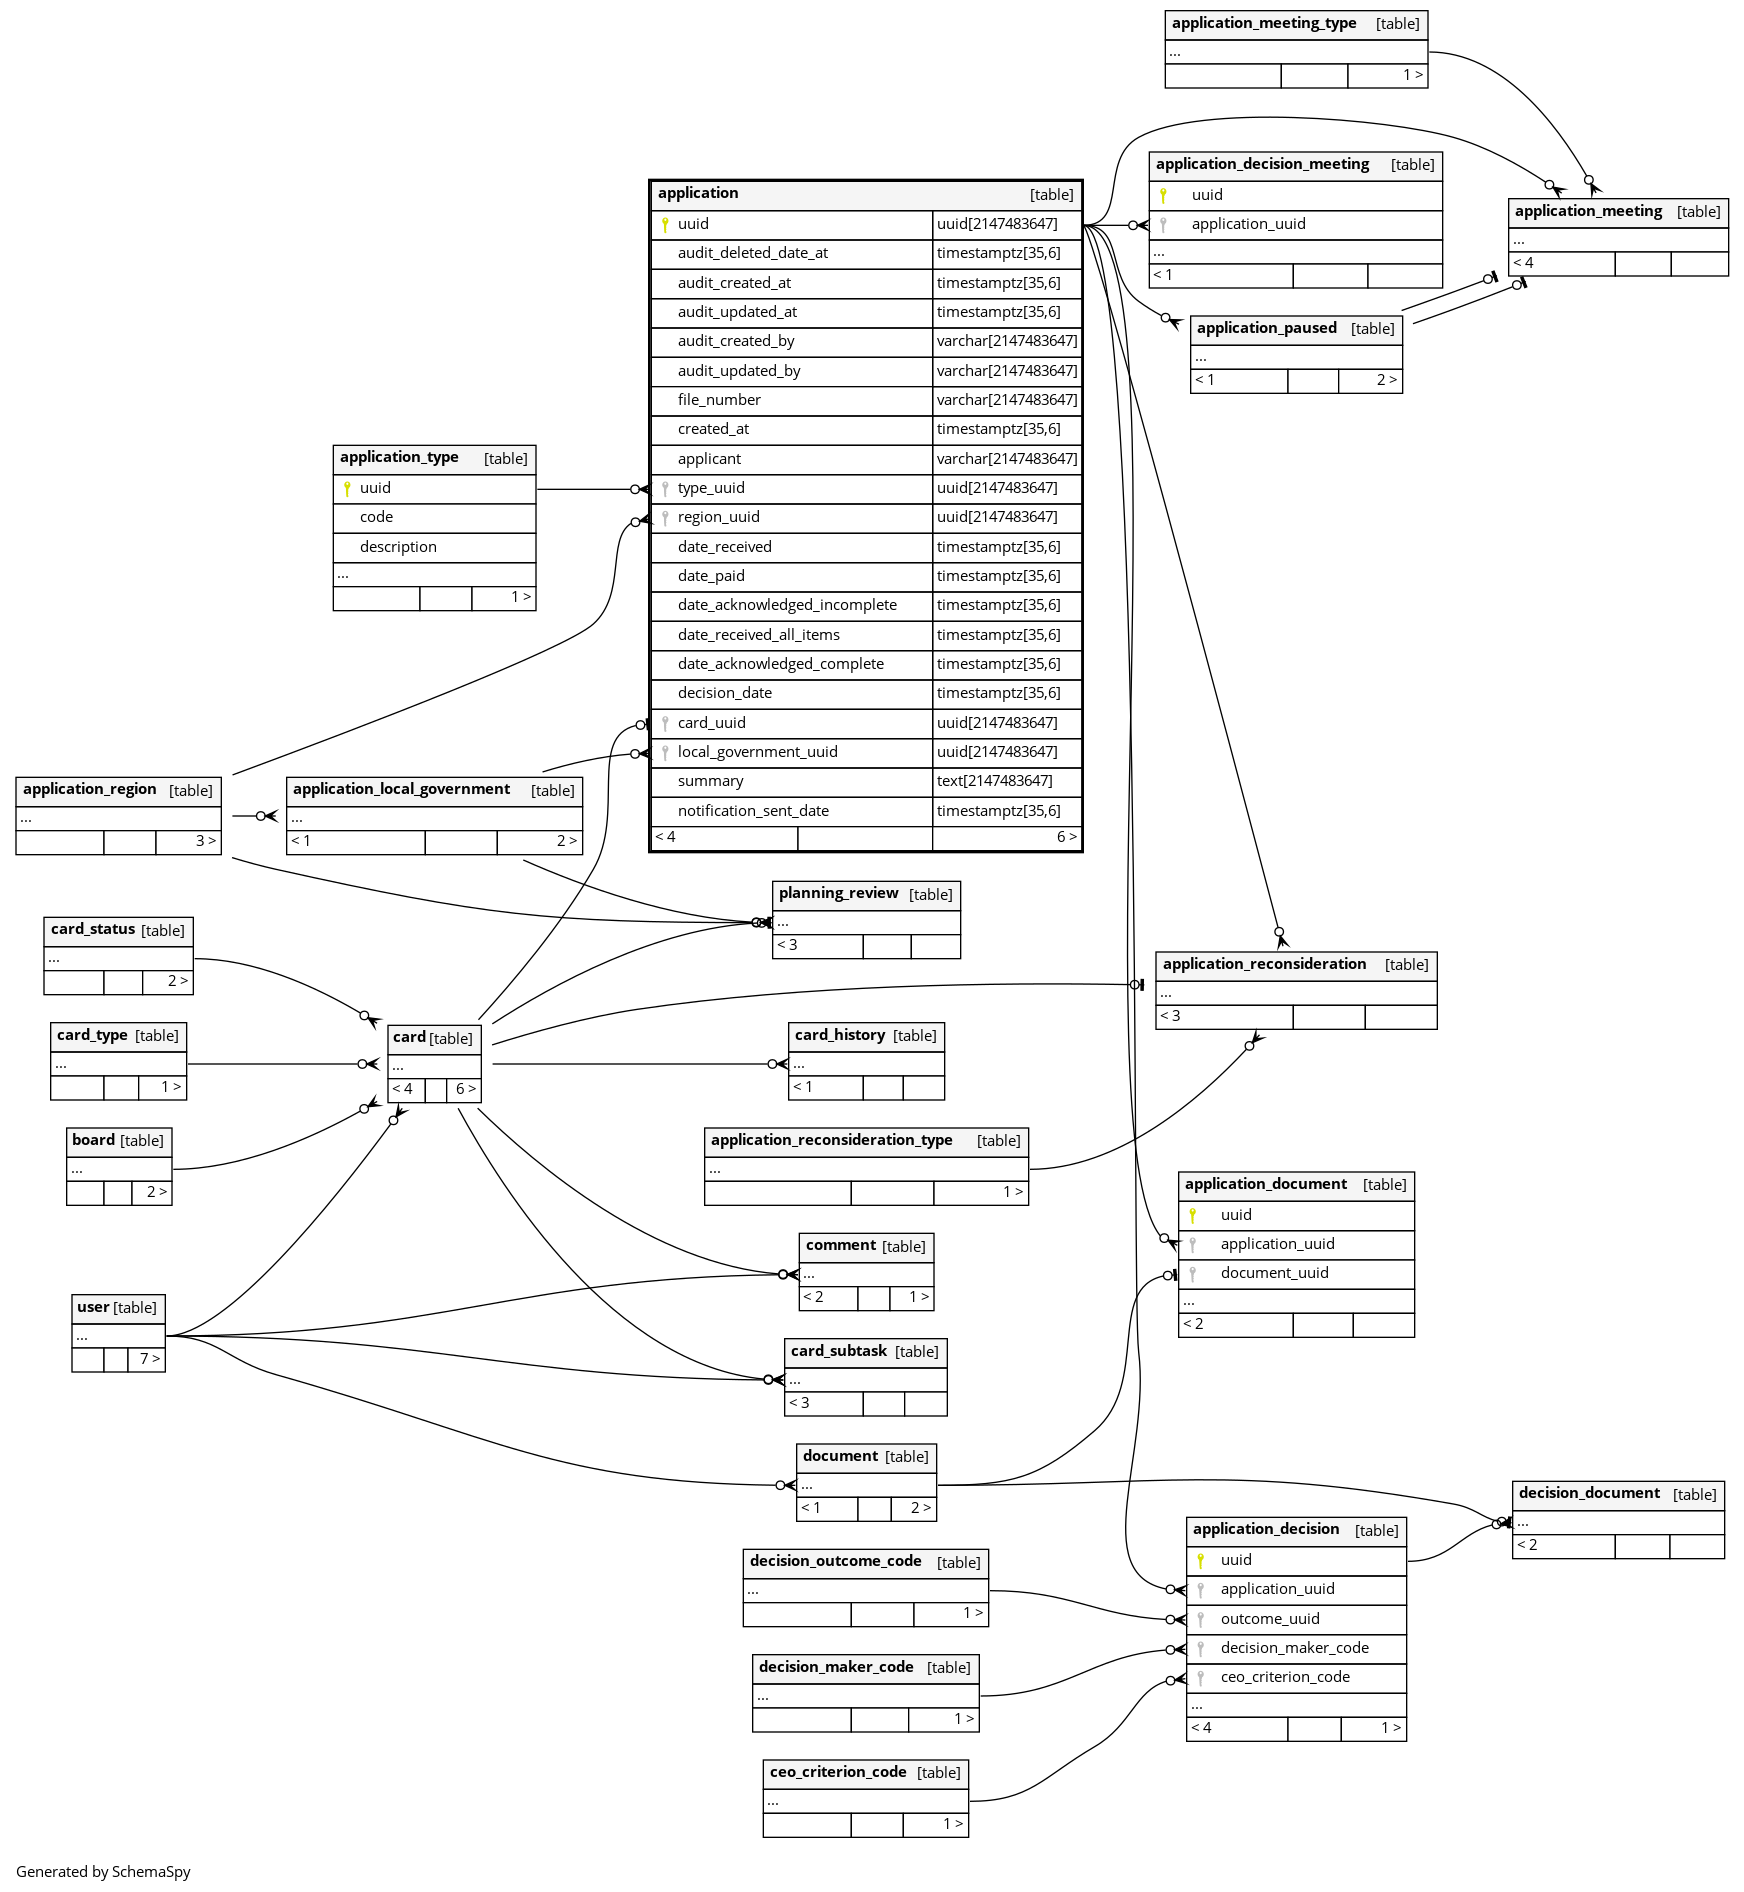 application_meeting_type [table]
...
1 >
application_decision_meeting [table]
uuid
application_uuid
...
< 1
application_meeting [table]
...
< 4
application_paused [table]
...
< 1 2 >
application [table]
uuid uuid[2147483647]
audit_deleted_date_at timestamptz[35,6]
audit_created_at timestamptz[35,6]
audit_updated_at timestamptz[35,6]
audit_created_by varchar[2147483647]
audit_updated_by varchar[2147483647]
file_number varchar[2147483647]
created_at timestamptz[35,6]
applicant varchar[2147483647]
type_uuid uuid[2147483647]
region_uuid uuid[2147483647]
date_received timestamptz[35,6]
date_paid timestamptz[35,6]
date_acknowledged_incomplete timestamptz[35,6]
date_received_all_items timestamptz[35,6]
date_acknowledged_complete timestamptz[35,6]
decision_date timestamptz[35,6]
card_uuid uuid[2147483647]
local_government_uuid uuid[2147483647]
summary text[2147483647]
notification_sent_date timestamptz[35,6]
< 4 6 >
application_type [table]
uuid
code
description
...
1 >
application_region [table]
...
3 >
application_local_government [table]
...
< 1 2 >
planning_review [table]
...
< 3
card_status [table]
...
2 >
application_reconsideration [table]
...
< 3
card_type [table]
...
1 >
card [table]
...
< 4 6 >
card_history [table]
...
< 1
board [table]
...
2 >
application_reconsideration_type [table]
...
1 >
application_document [table]
uuid
application_uuid
document_uuid
...
< 2
comment [table]
...
< 2 1 >
user [table]
...
7 >
card_subtask [table]
...
< 3
document [table]
...
< 1 2 >
decision_document [table]
...
< 2
application_decision [table]
uuid
application_uuid
outcome_uuid
decision_maker_code
ceo_criterion_code
...
< 4 1 >
decision_outcome_code [table]
...
1 >
decision_maker_code [table]
...
1 >
ceo_criterion_code [table]
...
1 >
Generated by SchemaSpy